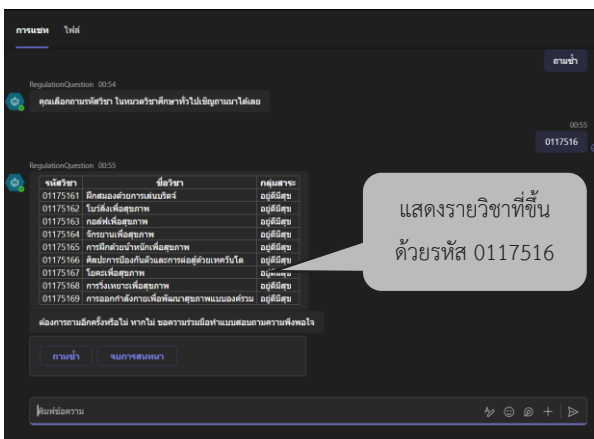 การแชท ไฟล์
ถามซ้ำ
RegulationQuestion 00:54
คุณเลือกถามรหัสวิชา ในหมวดวิชาศึกษาทั่วไปเชิญถามมาได้เลย
00:55
0117516
RegulationQuestion 00:55
รหัสวิชา ชื่อวิชา กลุ่มสาระ
01175161 ฝึกสมองด้วยการเล่นบริดจ์ อยู่ดีมีสุข
01175162 โบว์ลิ่งเพื่อสุขภาพ อยู่ดีมีสุข
01175163 กอล์ฟเพื่อสุขภาพ อยู่ดีมีสุข
01175164 จักรยานเพื่อสุขภาพ อยู่ดีมีสุข
01175165 การฝึกด้วยน้ำหนักเพื่อสุขภาพ อยู่ดีมีสุข
01175166 ศิลปะการป้องกันตัวและการต่อสู้ด้วยเทควันโด อยู่ดีมีสุข
01175167 โยคะเพื่อสุขภาพ อยู่ดีมีสุข
01175168 การวิ่งเหยาะเพื่อสุขภาพ อยู่ดีมีสุข
01175169 การออกกำลังกายเพื่อพัฒนาสุขภาพแบบองค์รวม อยู่ดีมีสุข
แสดงรายวิชาที่ขึ้น
ด้วยรหัส 0117516
ต้องการถามอีกครั้งหรือไม่ หากไม่ ขอความร่วมมือทำแบบสอบถามความพึงพอใจ
ถามซ้ำ จบการสนทนา
พิมพ์ข้อความ